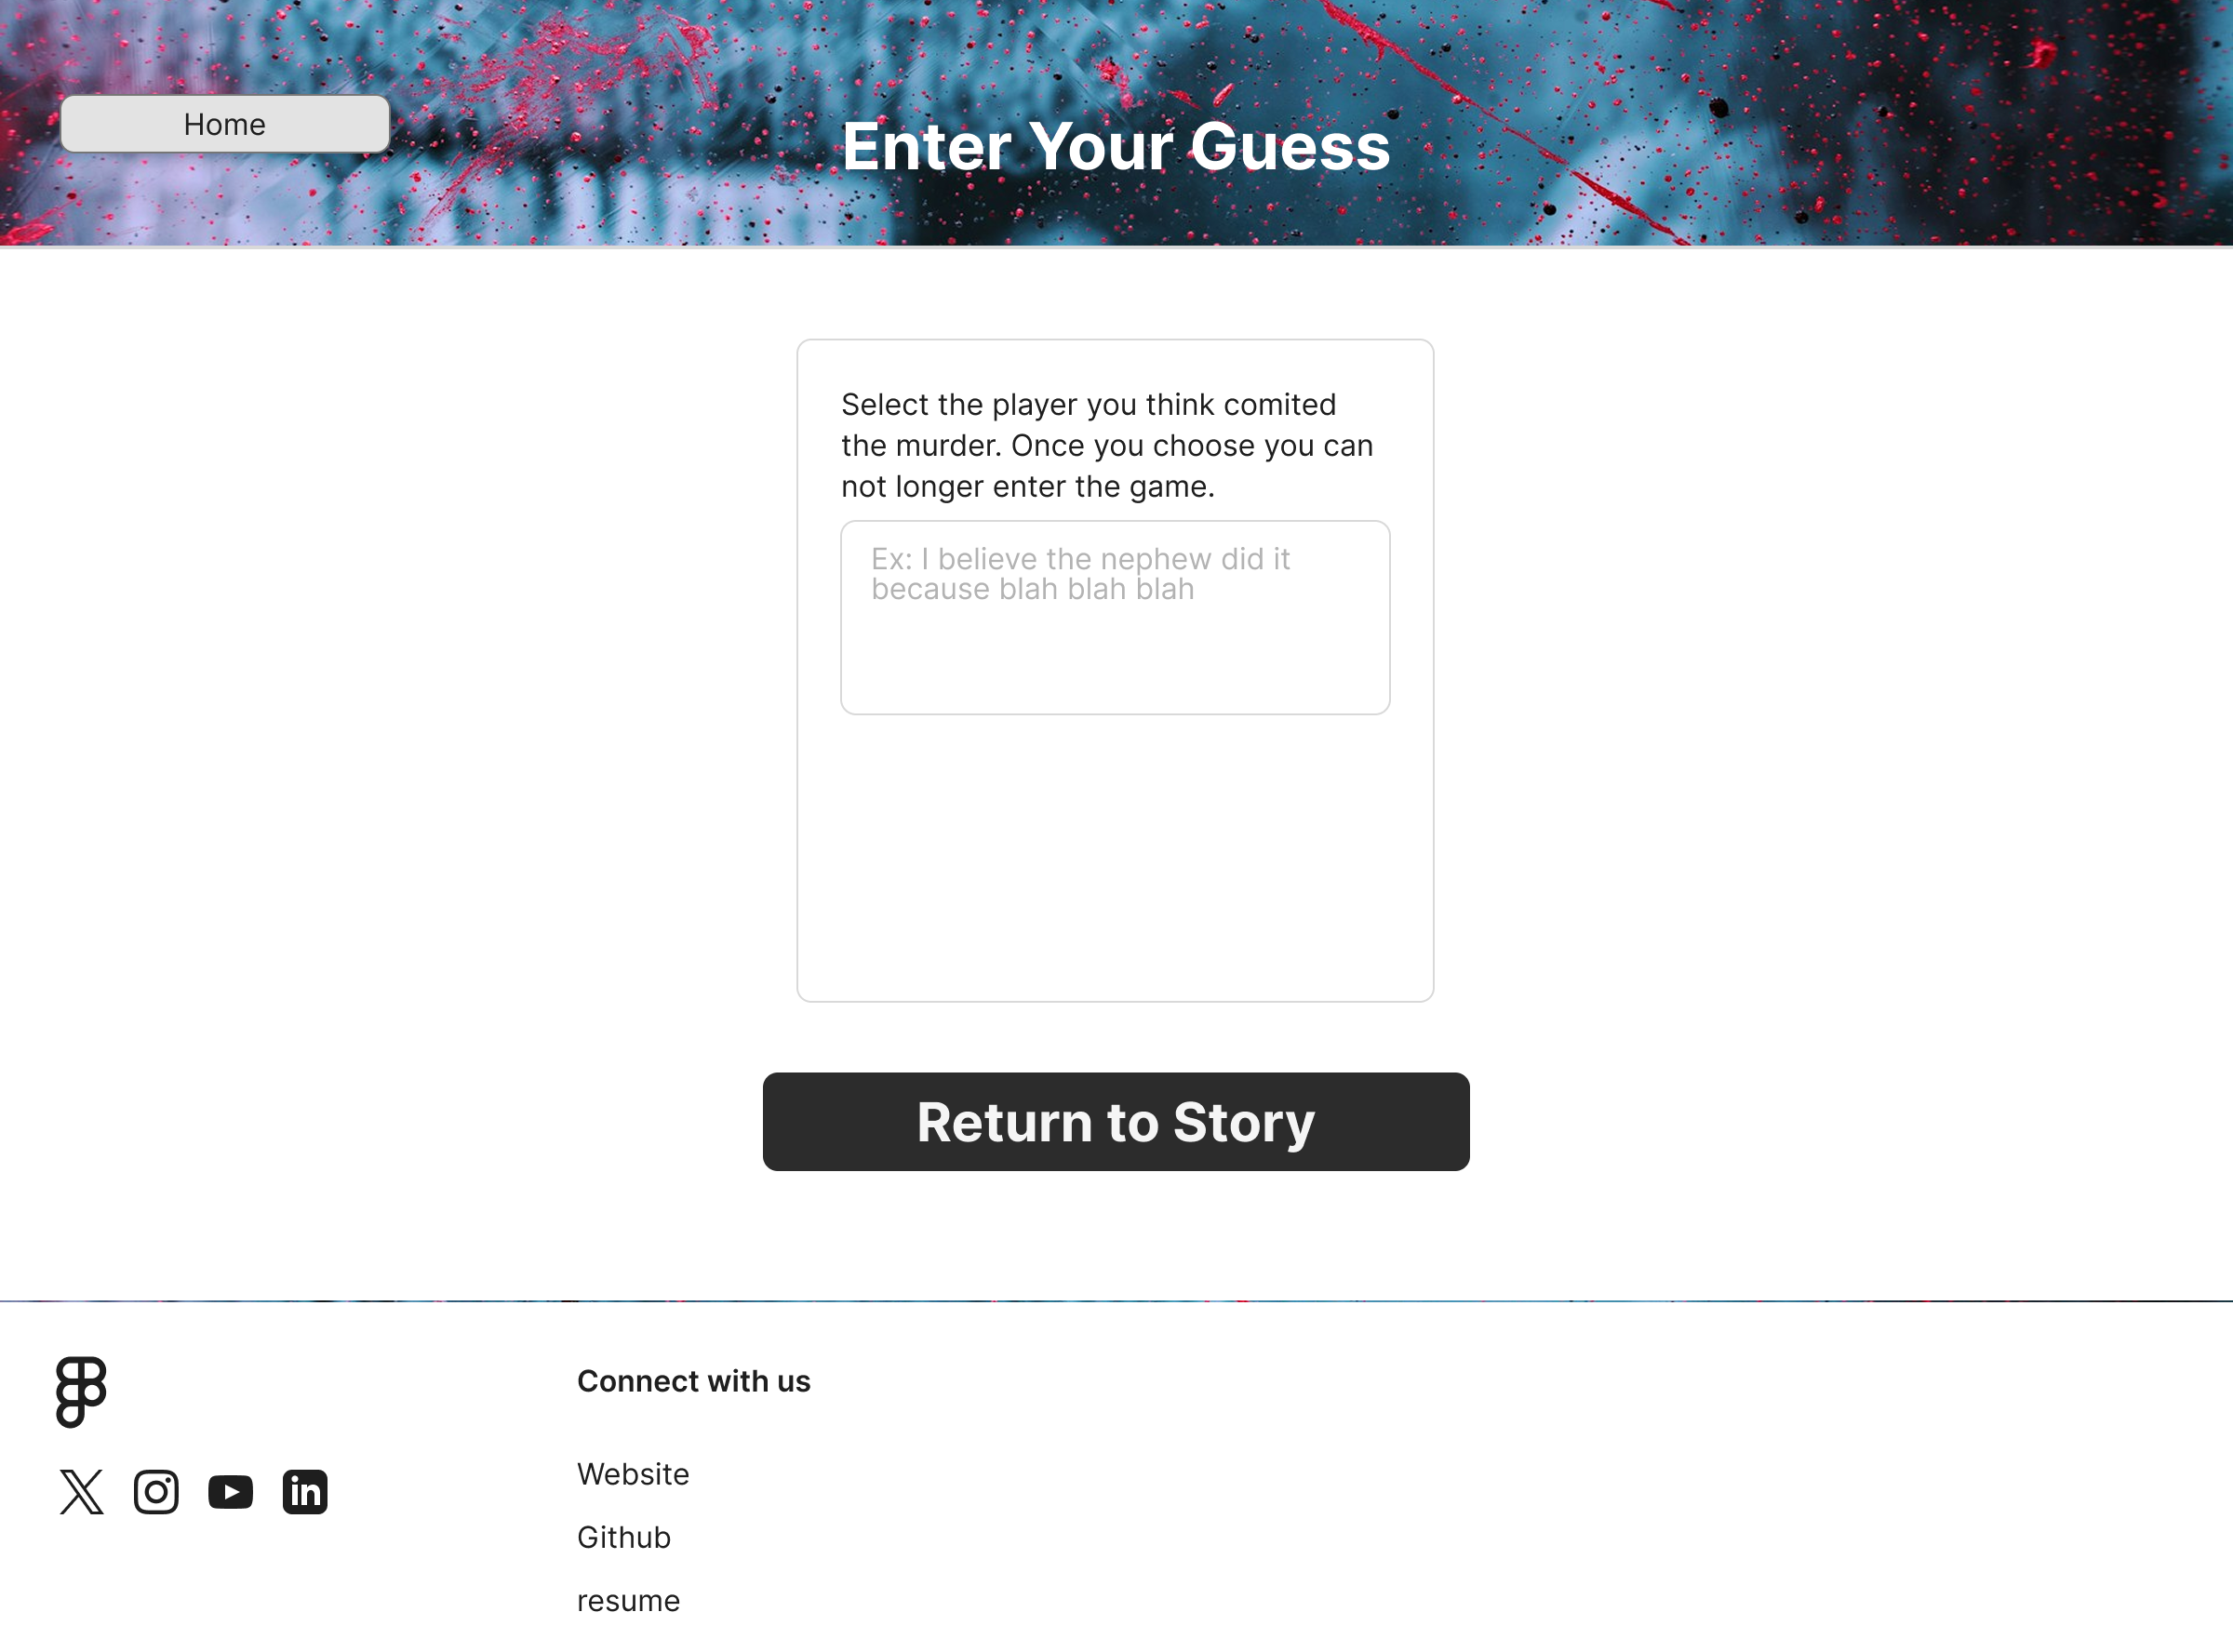 Home
Enter Your Guess
Select the player you think comited
the murder. Once you choose you can
not longer enter the game.
Ex: I believe the nephew did it
because blah blah blah
Return to Story
Connect with us
in
Website
Github
resume